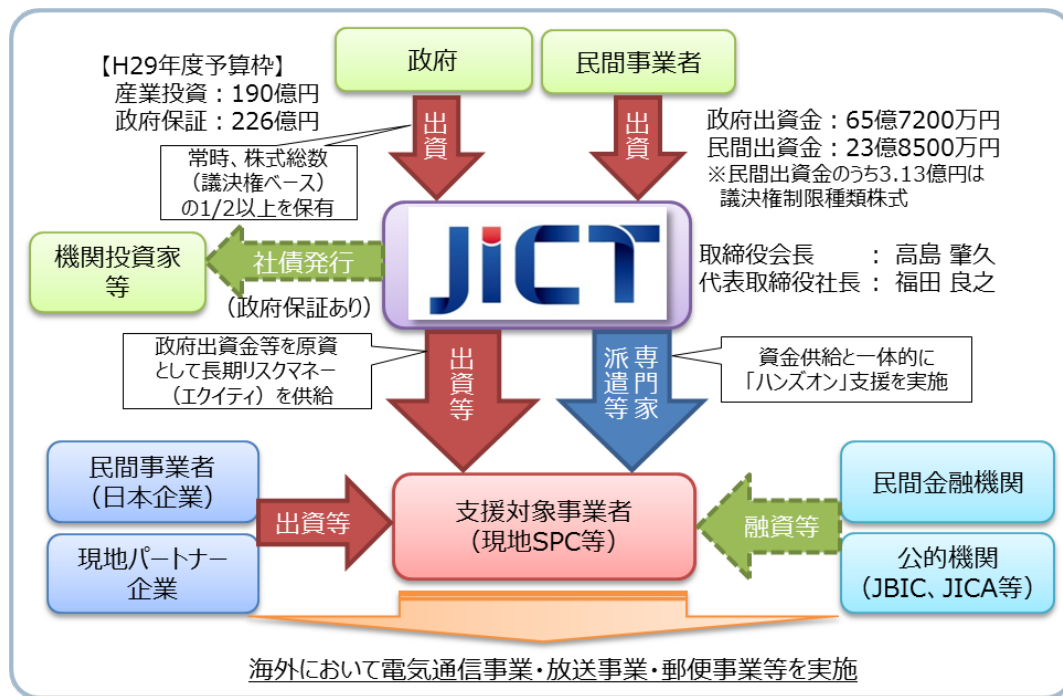 政府
民間事業者
【H29年度予算枠】
産業投資：190億円
政府保証：226億円
出資
出資
政府出資金：65億7200万円
民間出資金：23億8500万円
※民間出資金のうち3.13億円は
議決権制限種類株式
常時、株式総数
（議決権ベース）
の1/2以上を保有
機関投資家
等
社債発行
（政府保証あり）
JiCT
取締役会長　　：　高島 肇久
代表取締役社長 ：　福田 良之
政府出資金等を原資
として長期リスクマネー
（エクイティ）を供給
出資等
専門家
派遣等
資金供給と一体的に
「ハンズオン」支援を実施
民間事業者
（日本企業）
現地パートナー
企業
出資等
支援対象事業者
（現地SPC等）
融資等
民間金融機関
公的機関
（JBIC、JICA等）
海外において電気通信事業・放送事業・郵便事業等を実施